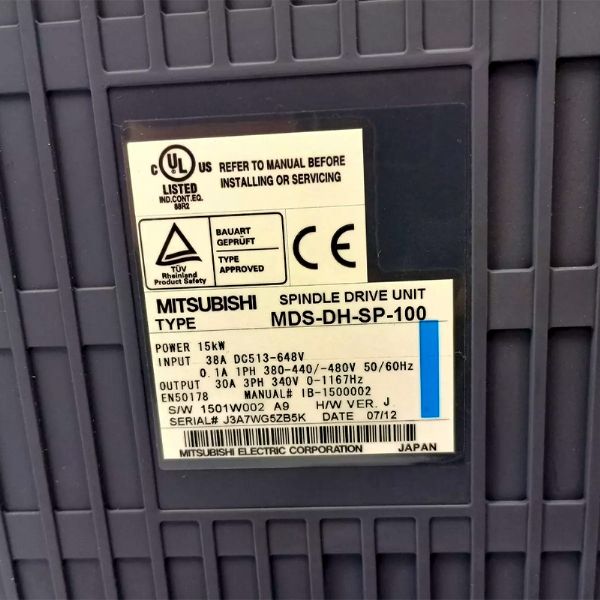 C UL US
LISTED
IND.CONT.EQ.
88R2
REFER TO MANUAL BEFORE
INSTALLING OR SERVICING
TÜV
Rheinland
Product Safety
BAUART
GEPRÜFT
TYPE
APPROVED
CE
MITSUBISHI SPINDLE DRIVE UNIT
TYPE MDS-DH-SP-100
POWER 15kW
INPUT 38A DC513-648V
0.1A 1PH 380-440/-480V 50/60Hz
OUTPUT 30A 3PH 340V 0-1167Hz
EN50178 MANUAL# IB-1500002
S/W 1501W002 A9 H/W VER. J
SERIAL# J3A7WG5ZB5K DATE 07/12
MITSUBISHI ELECTRIC CORPORATION JAPAN